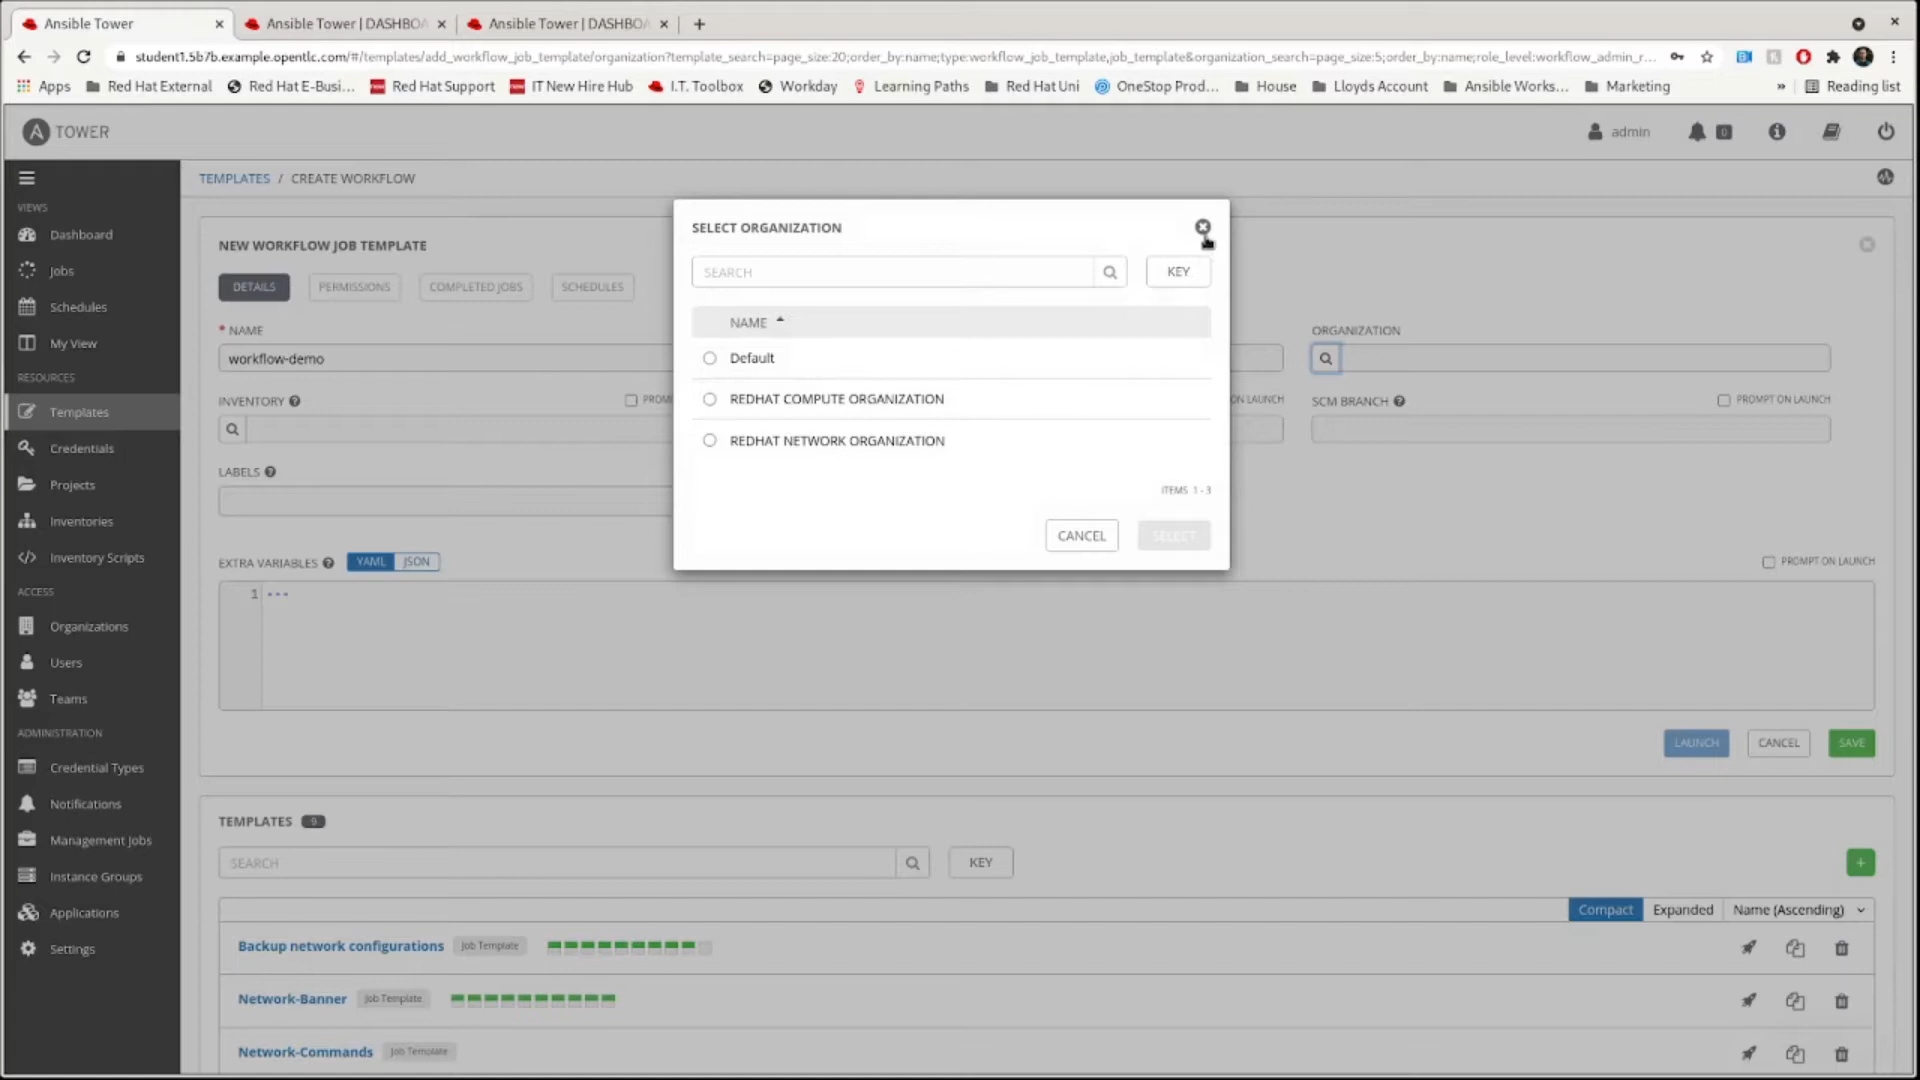 Ansible Tower
Ansible Tower | DASHBOA
Ansible Tower | DASHBOA
student1.5b7b.example.opentlc.com/#/templates/add_workflow_job_template/organization?template_search=page_size:20;order_by:name;type:workflow_job_template,job_template&organization_search=page_size:5;order_by:name;role_level:workflow_admin_r...
Apps Red Hat External Red Hat E-Busi... Red Hat Support IT New Hire Hub I.T. Toolbox Workday Learning Paths Red Hat Uni OneStop Prod... House Lloyds Account Ansible Works... Marketing » Reading list
A TOWER
admin 0
TEMPLATES / CREATE WORKFLOW
VIEWS
Dashboard
Jobs
Schedules
My View
RESOURCES
Templates
Credentials
Projects
Inventories
Inventory Scripts
ACCESS
Organizations
Users
Teams
ADMINISTRATION
Credential Types
Notifications
Management Jobs
Instance Groups
Applications
Settings
NEW WORKFLOW JOB TEMPLATE
DETAILS PERMISSIONS COMPLETED JOBS SCHEDULES
* NAME
workflow-demo
ORGANIZATION
INVENTORY
ON LAUNCH
SCM BRANCH
PROMPT ON LAUNCH
LABELS
EXTRA VARIABLES YAML JSON
PROMPT ON LAUNCH
1 ---
LAUNCH CANCEL SAVE
SELECT ORGANIZATION
SEARCH
KEY
NAME
Default
REDHAT COMPUTE ORGANIZATION
REDHAT NETWORK ORGANIZATION
ITEMS 1 - 3
CANCEL SELECT
TEMPLATES 9
SEARCH
KEY
+
Compact Expanded Name (Ascending)
Backup network configurations Job Template
Network-Banner Job Template
Network-Commands Job Template